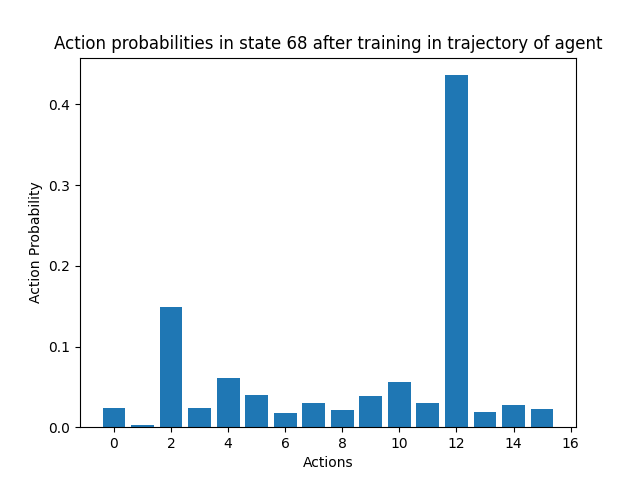 Action probabilities in state 68 after training in trajectory of agent
Action Probability
0.4
0.3
0.2
0.1
0.0
0 2 4 6 8 10 12 14 16
Actions